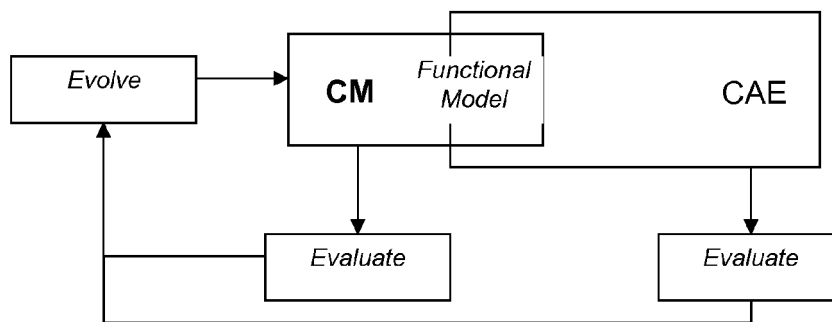 Evolve
CM
Functional
Model
CAE
Evaluate
Evaluate